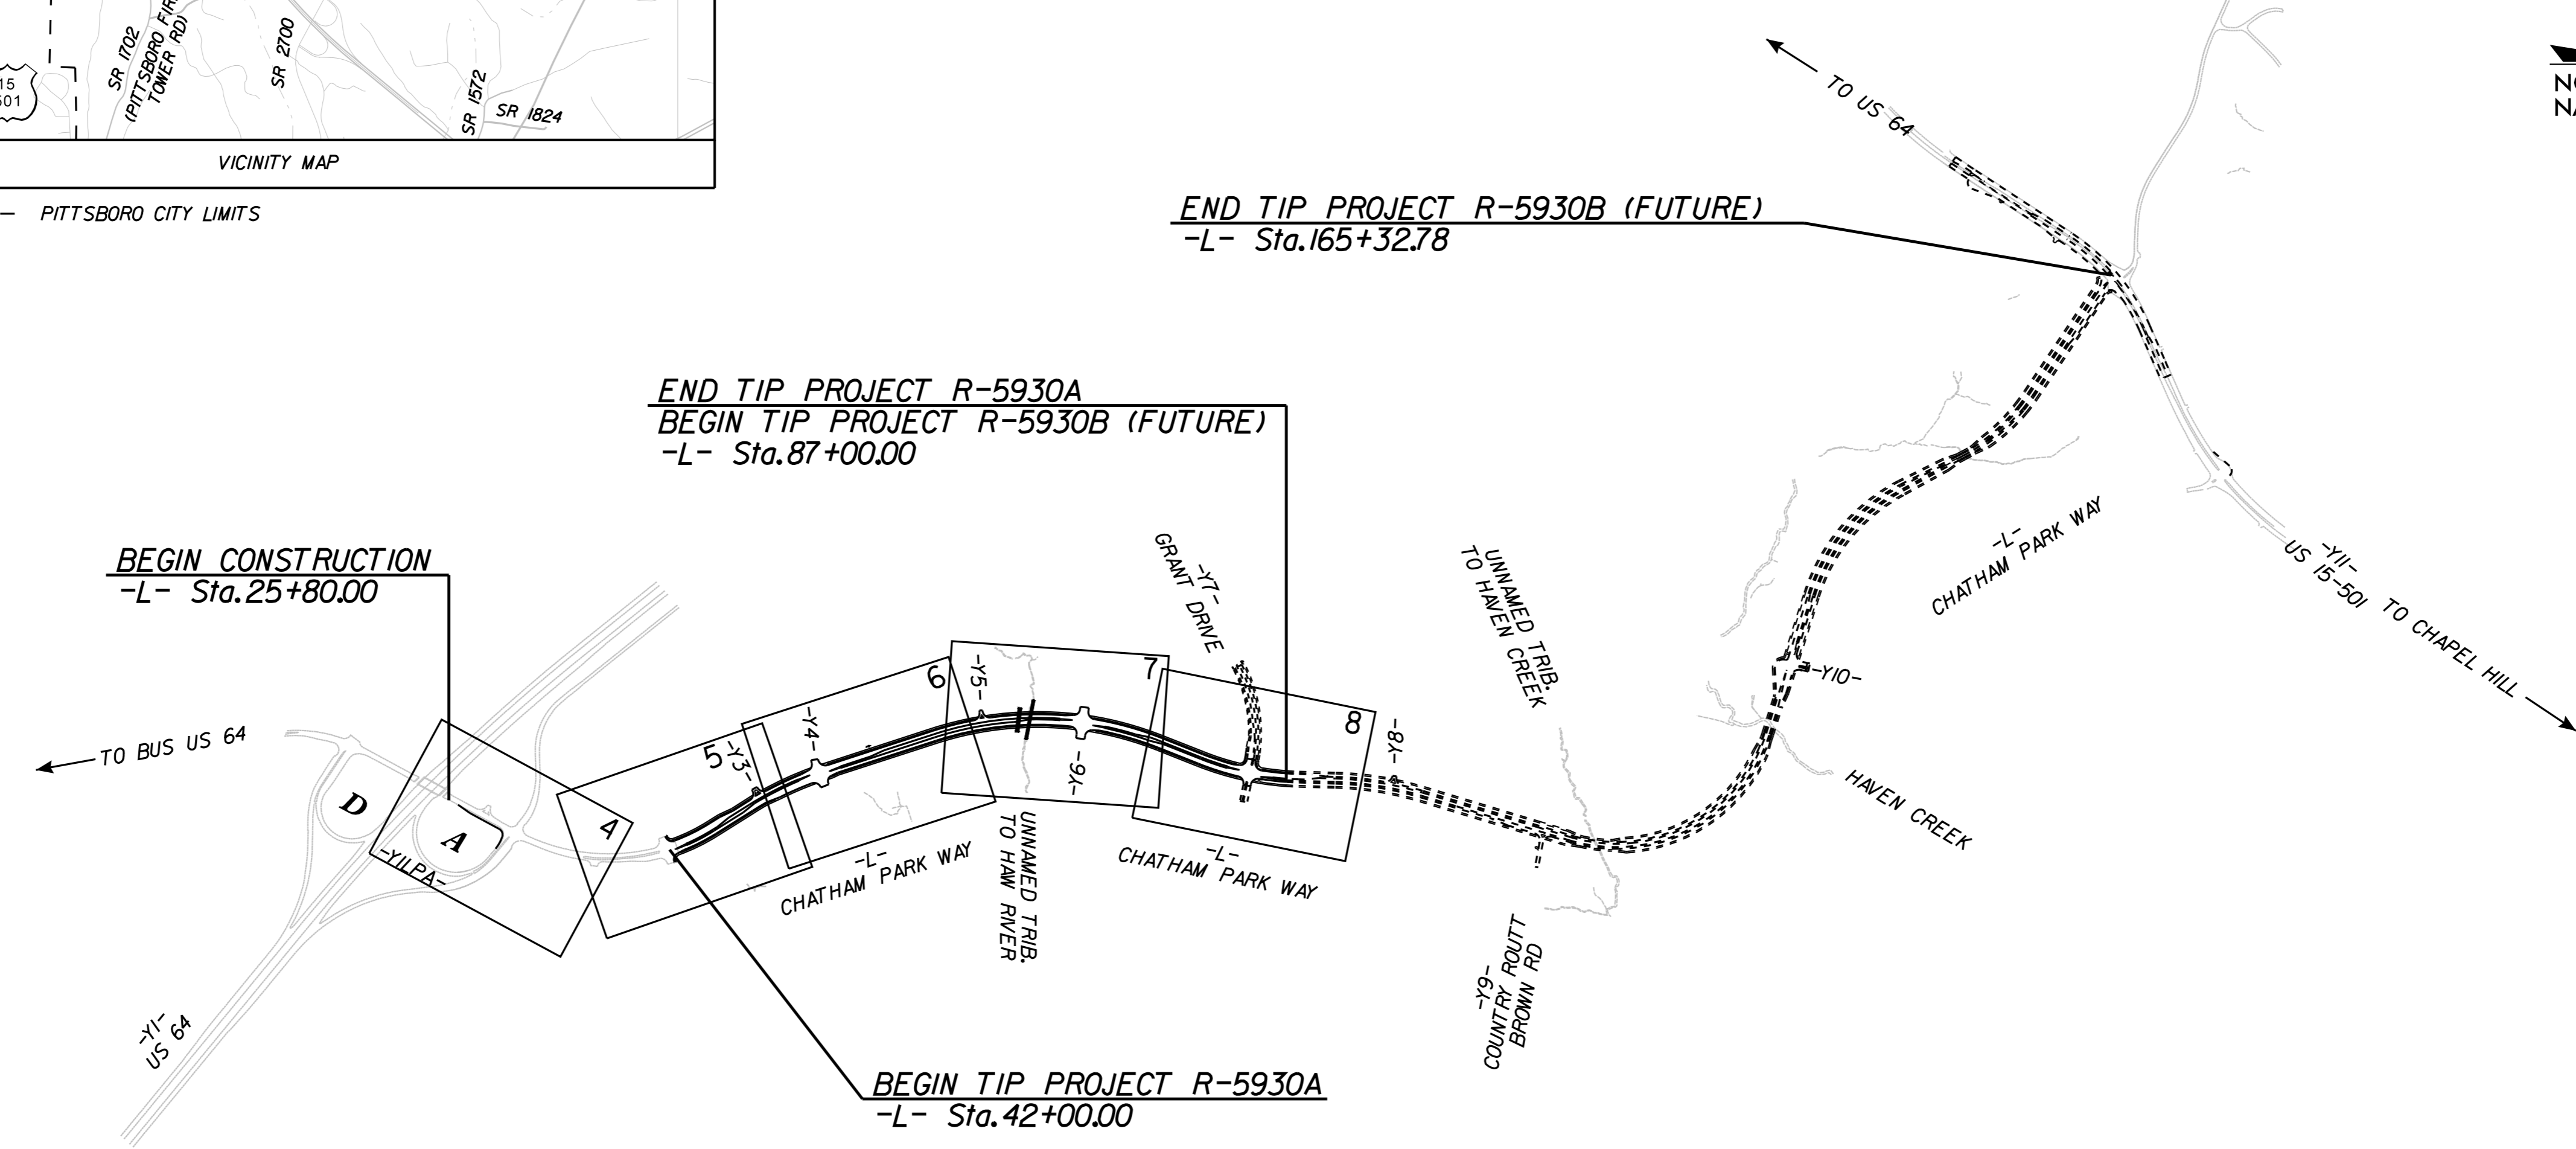 SR 1702
(PITTSBORO FIR
TOWER RD)
SR 2700
SR 1572
SR 1824
15
501
VICINITY MAP
PITTSBORO CITY LIMITS
TO US 64
END TIP PROJECT R-5930B (FUTURE)
-L- Sta.165+32.78
END TIP PROJECT R-5930A
BEGIN TIP PROJECT R-5930B (FUTURE)
-L- Sta.87+00.00
BEGIN CONSTRUCTION
-L- Sta.25+80.00
TO BUS US 64
D
A
-Y1LPA-
-Y1-
US 64
4
5
-Y3-
-Y4-
6
-Y5-
-Y6-
7
8
-L-
CHATHAM PARK WAY
UNNAMED TRIB.
TO HAW RIVER
-L-
CHATHAM PARK WAY
-Y7-
GRANT DRIVE
-Y8-
UNNAMED TRIB.
TO HAVEN CREEK
-Y9-
COUNTRY ROUTT
BROWN RD
HAVEN CREEK
-Y10-
-L-
CHATHAM PARK WAY
-Y11-
US 15-501
TO CHAPEL HILL
BEGIN TIP PROJECT R-5930A
-L- Sta.42+00.00